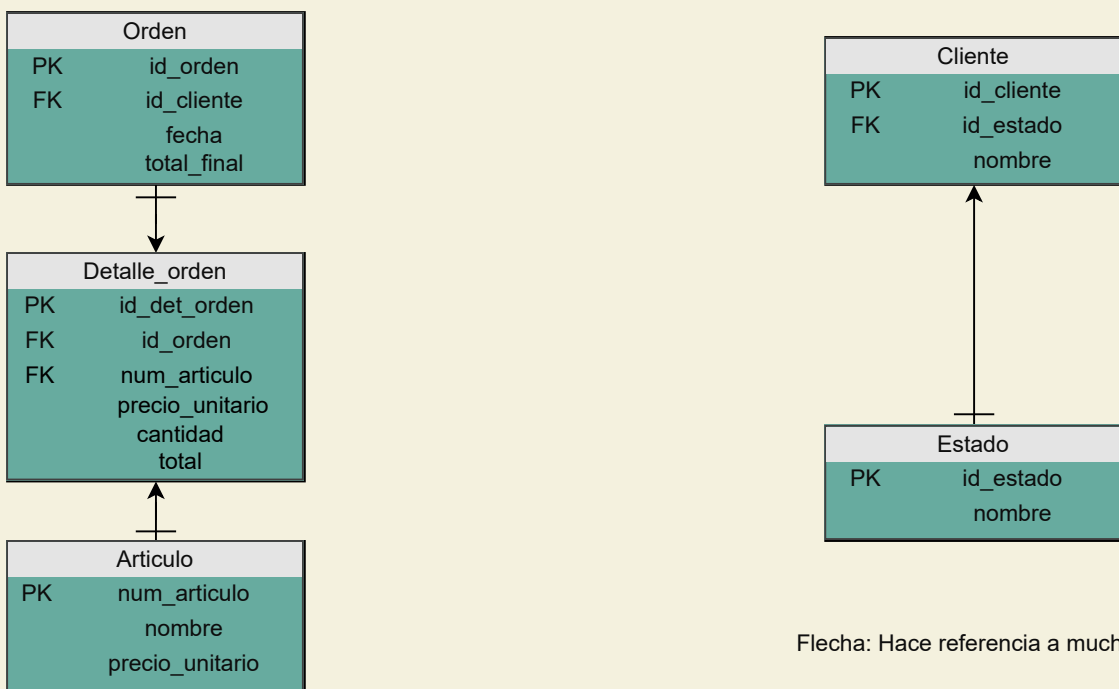 Orden
PK id_orden
FK id_cliente
fecha
total_final
Detalle_orden
PK id_det_orden
FK id_orden
FK num_articulo
precio_unitario
cantidad
total
Articulo
PK num_articulo
nombre
precio_unitario
Cliente
PK id_cliente
FK id_estado
nombre
Estado
PK id_estado
nombre
Flecha: Hace referencia a much